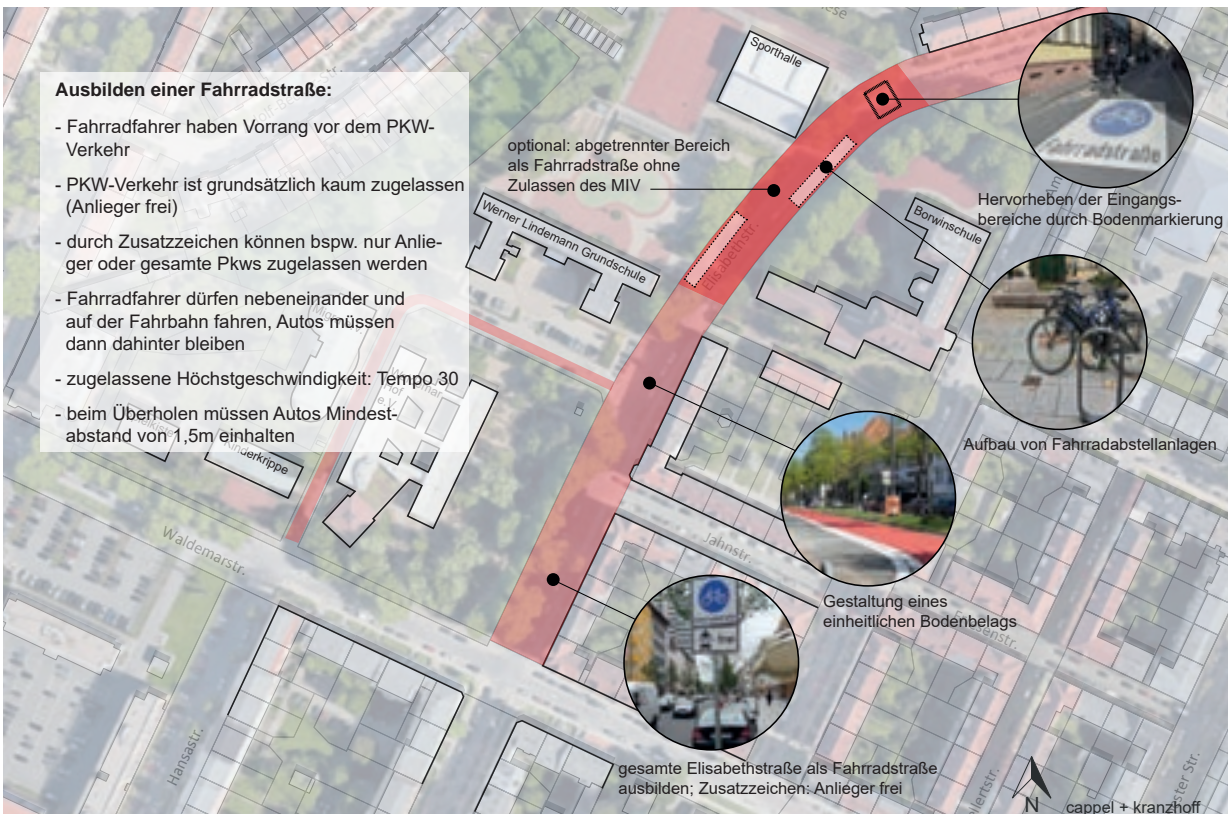 Ausbilden einer Fahrradstraße:
- Fahrradfahrer haben Vorrang vor dem PKW-
Verkehr
- PKW-Verkehr ist grundsätzlich kaum zugelassen
(Anlieger frei)
- durch Zusatzzeichen können bspw. nur Anlie-
ger oder gesamte Pkws zugelassen werden
- Fahrradfahrer dürfen nebeneinander und
auf der Fahrbahn fahren, Autos müssen
dann dahinter bleiben
- zugelassene Höchstgeschwindigkeit: Tempo 30
- beim Überholen müssen Autos Mindest-
abstand von 1,5m einhalten
Sporthalle
optional: abgetrennter Bereich
als Fahrradstraße ohne
Zulassen des MIV
Werner Lindemann Grundschule
Elisabethstr.
Borwinschule
Fahrradstraße
Hervorheben der Eingangs-
bereiche durch Bodenmarkierung
Aufbau von Fahrradabstellanlagen
Hof
e.V.
Kinderkrippe
Waldemarstr.
Hansastr.
Jahnstr.
Gestaltung eines
einheitlichen Bodenbelags
frei
gesamte Elisabethstraße als Fahrradstraße
ausbilden; Zusatzzeichen: Anlieger frei
N
cappel + kranzhoff